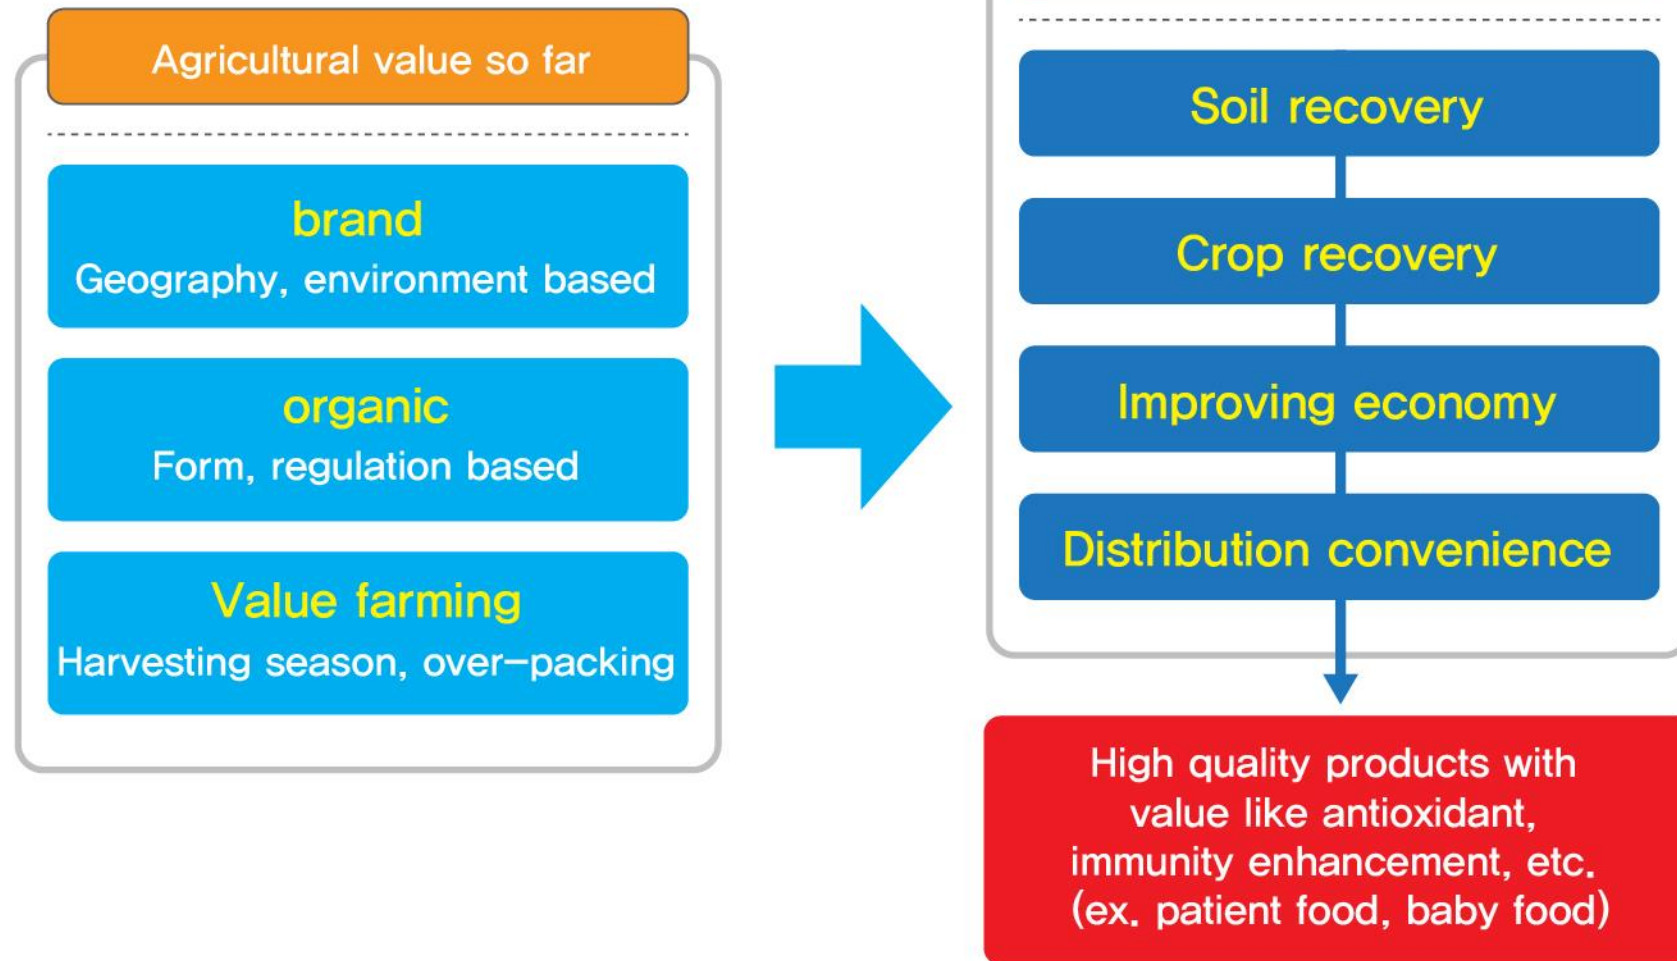 Agricultural value so far
brand
Geography, environment based
organic
Form, regulation based
Value farming
Harvesting season, over-packing
Soil recovery
Crop recovery
Improving economy
Distribution convenience
High quality products with
value like antioxidant,
immunity enhancement, etc.
(ex. patient food, baby food)